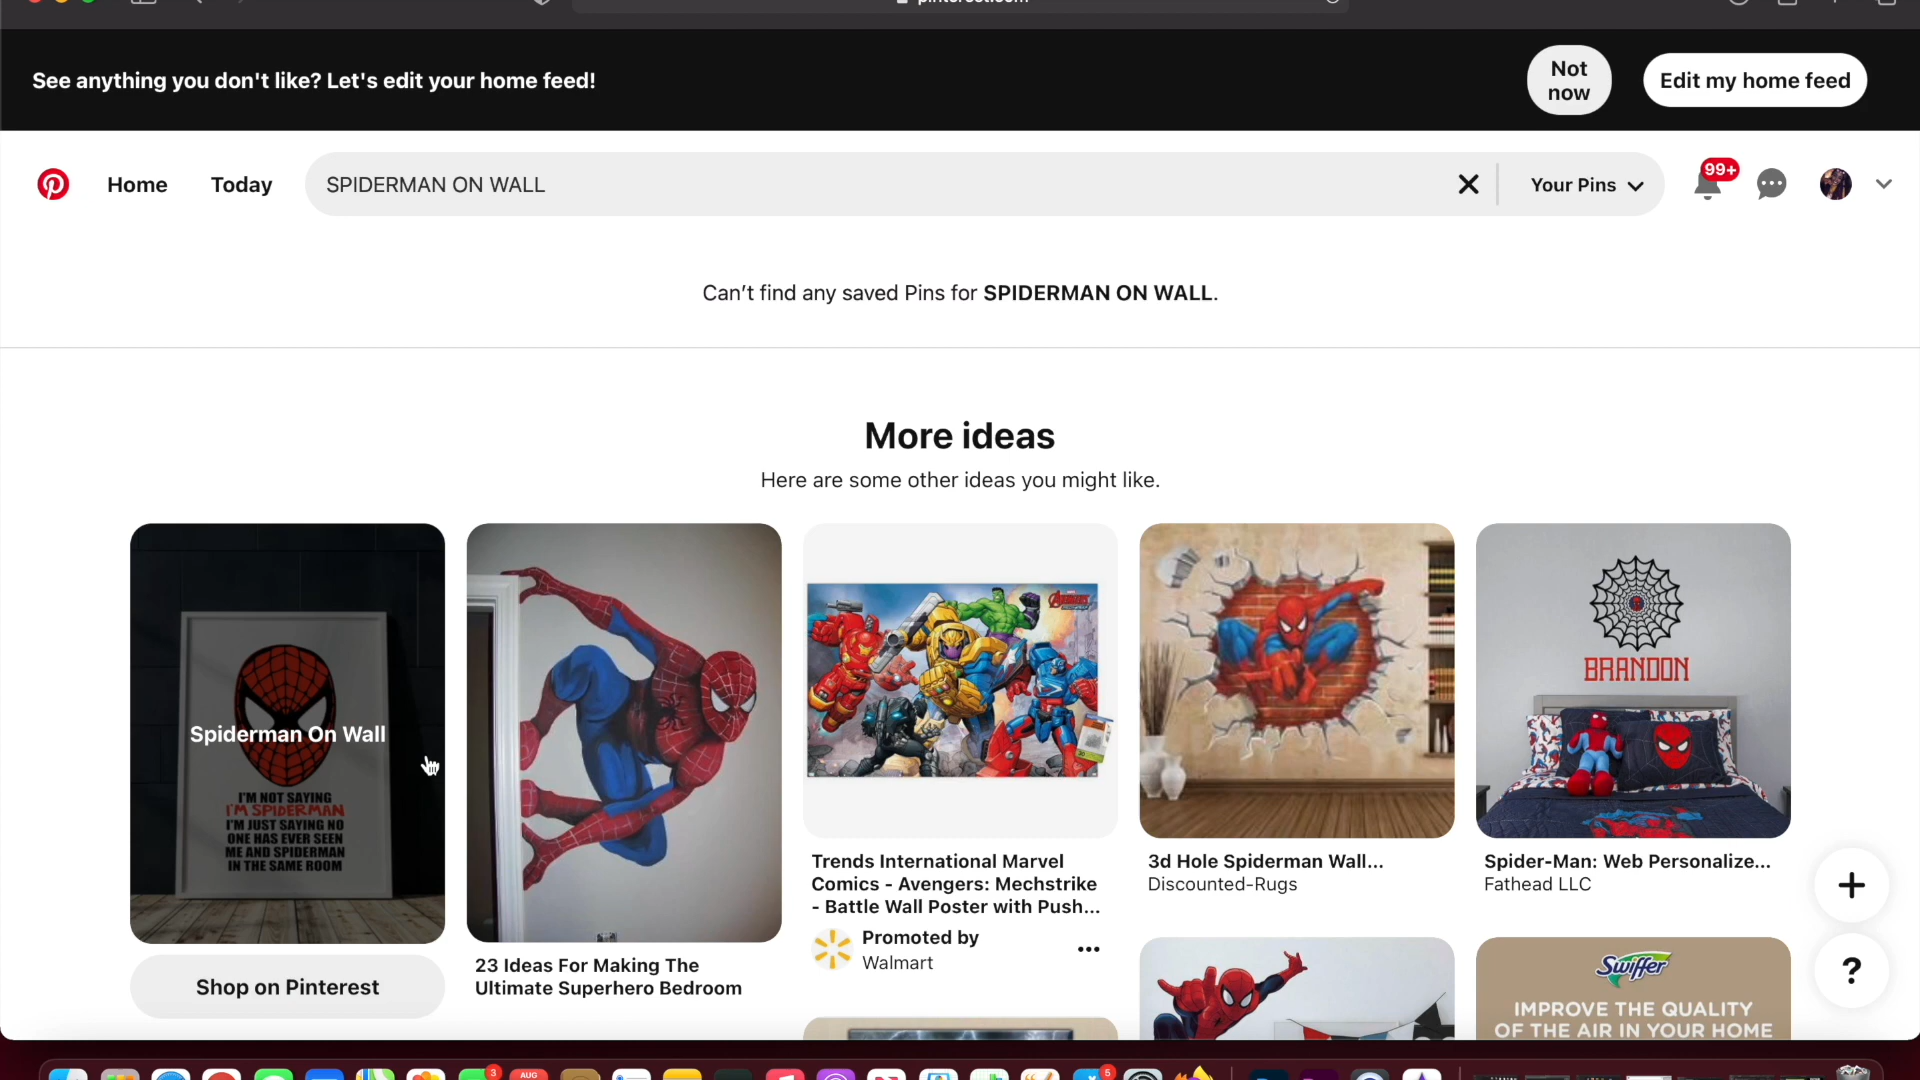 See anything you don't like? Let's edit your home feed!
Not
now
Edit my home feed
Home
Today
SPIDERMAN ON WALL
Your Pins
99+
Can't find any saved Pins for SPIDERMAN ON WALL.
More ideas
Here are some other ideas you might like.
Spiderman On Wall
I'M NOT SAYING
I'M SPIDERMAN
I'M JUST SAYING NO
ONE HAS EVER SEEN
ME AND SPIDERMAN
IN THE SAME ROOM
Shop on Pinterest
23 Ideas For Making The
Ultimate Superhero Bedroom
AVENGERS
Trends International Marvel
Comics - Avengers: Mechstrike
- Battle Wall Poster with Push...
Promoted by
Walmart
3d Hole Spiderman Wall...
Discounted-Rugs
BRANDON
Spider-Man: Web Personalize...
Fathead LLC
Swiffer
IMPROVE THE QUALITY
OF THE AIR IN YOUR HOME
?
3
AUG
5